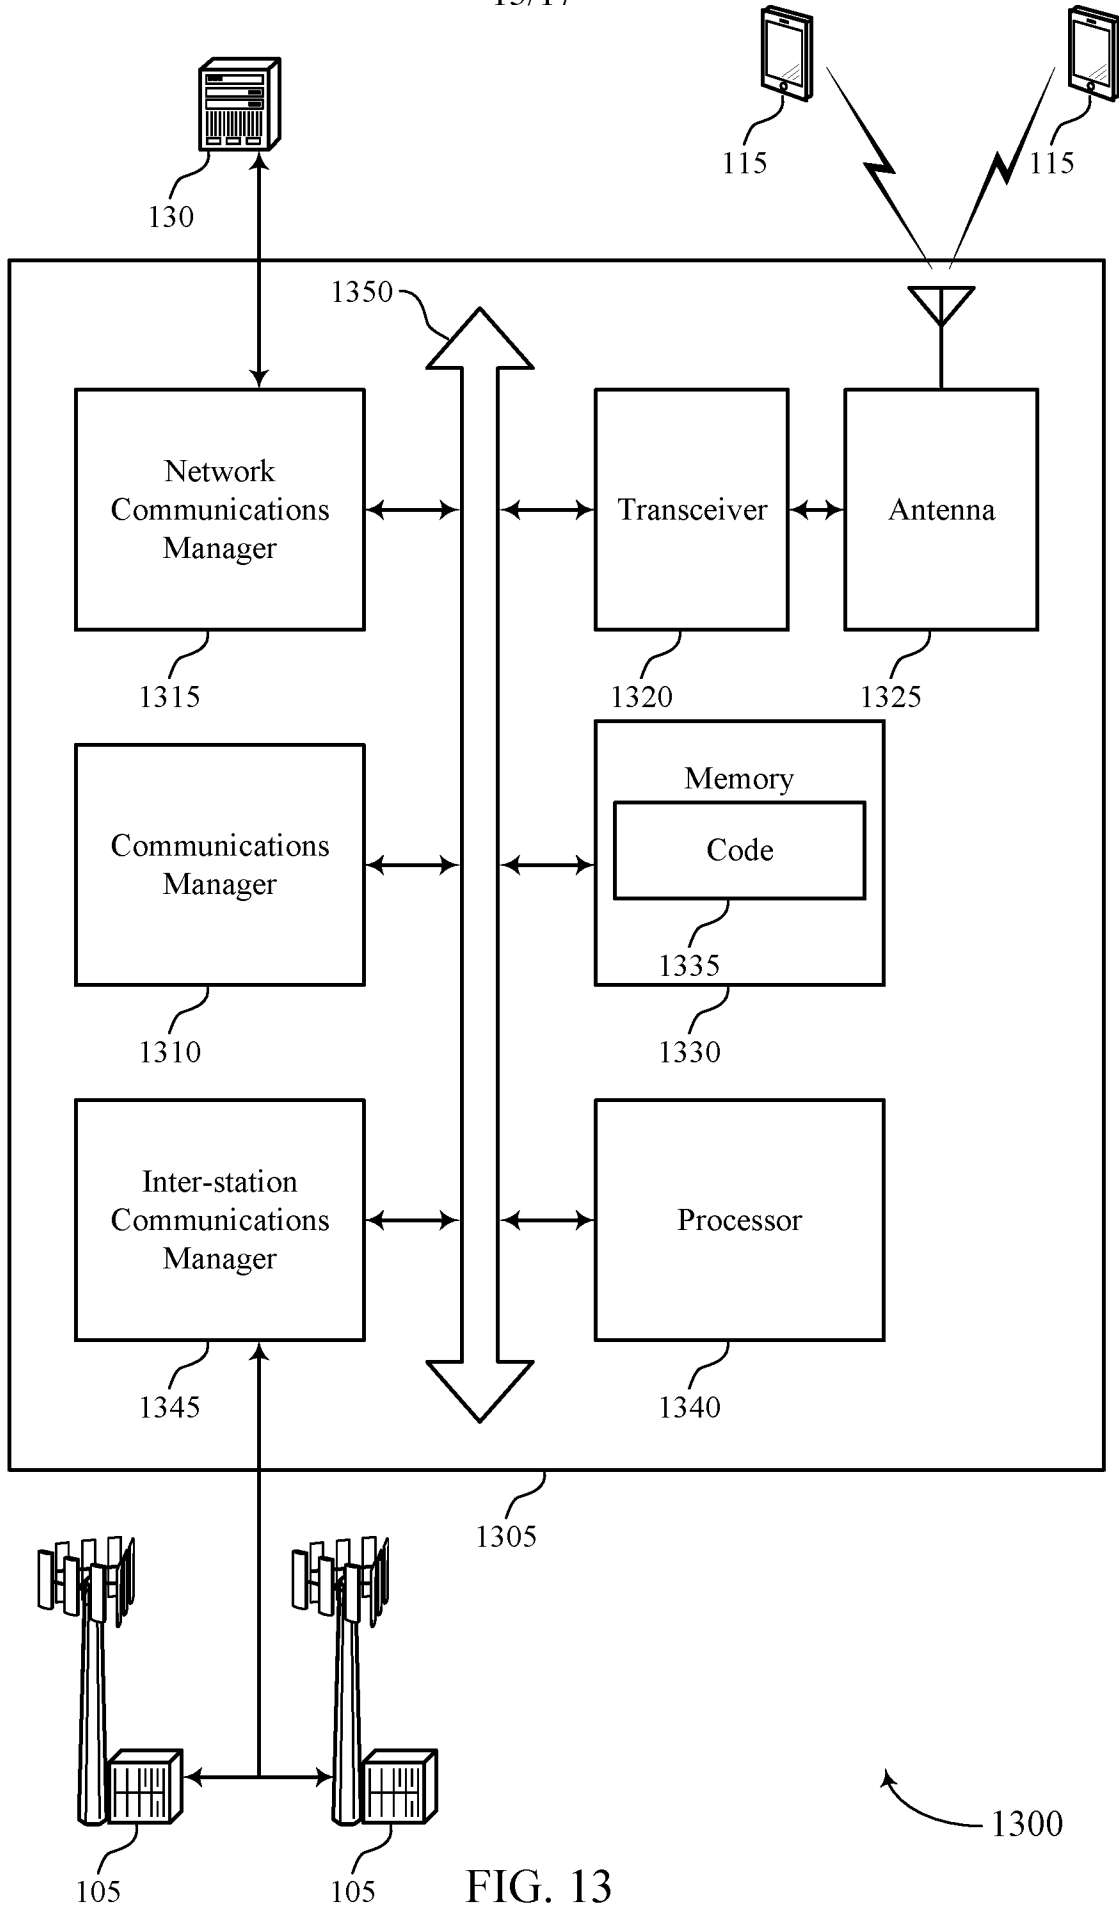 115
115
130
1350
Network
Communications
Manager
Transceiver
Antenna
1315
1320
1325
Communications
Manager
Memory
Code
1335
1310
1330
Inter-station
Communications
Manager
Processor
1345
1340
1305
1300
105
105
FIG. 13